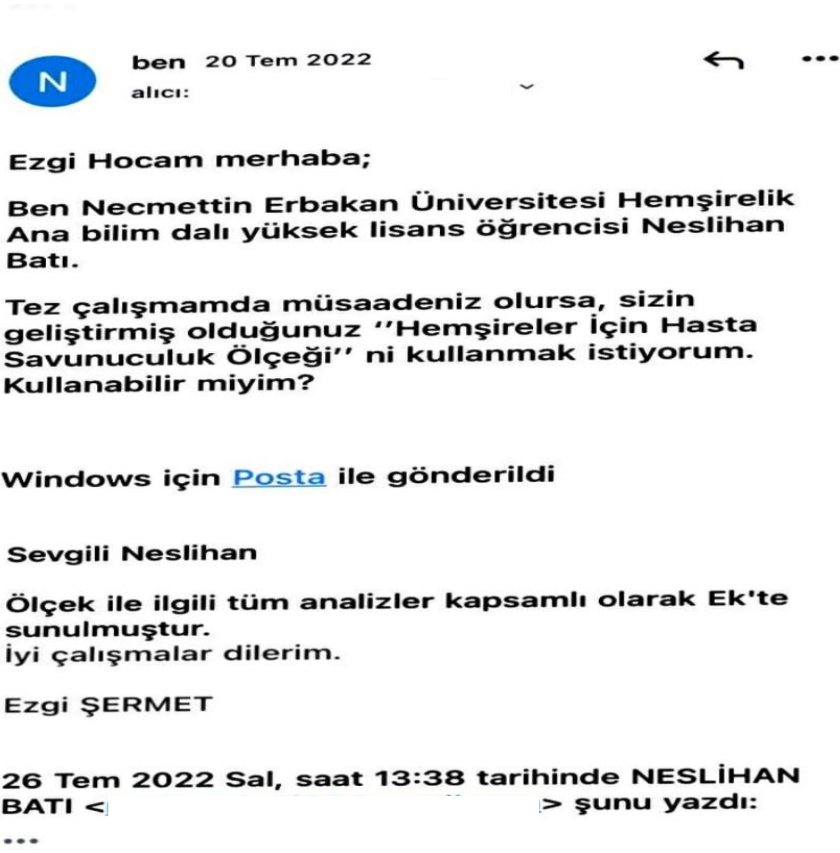 N
ben 20 Tem 2022
alıcı:
Ezgi Hocam merhaba;
Ben Necmettin Erbakan Üniversitesi Hemşirelik
Ana bilim dalı yüksek lisans öğrencisi Neslihan
Batı.
Tez çalışmamda müsaadeniz olursa, sizin
geliştirmiş olduğunuz ‘‘Hemşireler İçin Hasta
Savunuculuk Ölçeği’’ ni kullanmak istiyorum.
Kullanabilir miyim?
Windows için Posta ile gönderildi
Sevgili Neslihan
Ölçek ile ilgili tüm analizler kapsamlı olarak Ek'te
sunulmuştur.
İyi çalışmalar dilerim.
Ezgi ŞERMET
26 Tem 2022 Sal, saat 13:38 tarihinde NESLİHAN
BATI < > şunu yazdı: